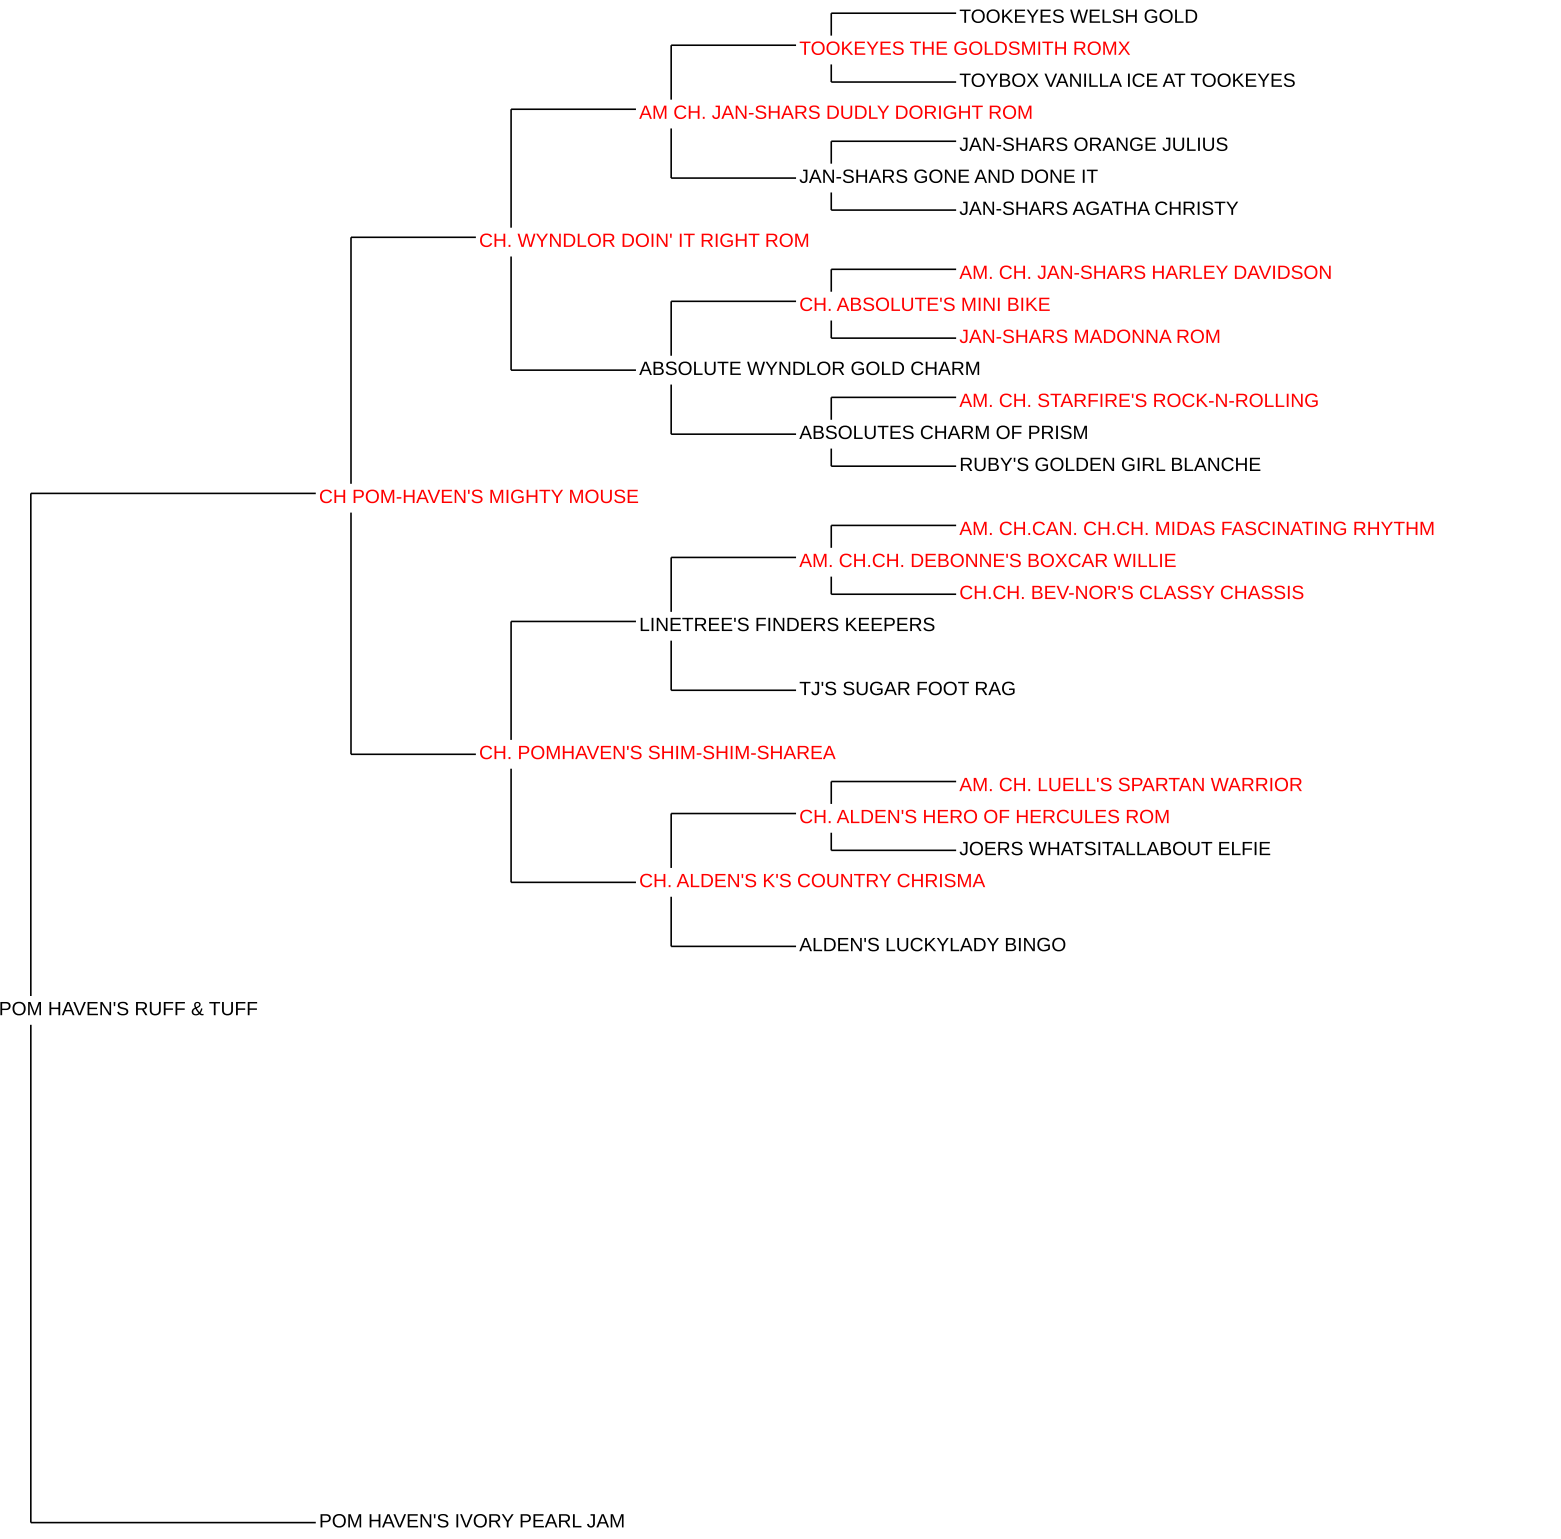 TOOKEYES WELSH GOLD
TOOKEYES THE GOLDSMITH ROMX
TOYBOX VANILLA ICE AT TOOKEYES
AM CH. JAN-SHARS DUDLY DORIGHT ROM
JAN-SHARS ORANGE JULIUS
JAN-SHARS GONE AND DONE IT
JAN-SHARS AGATHA CHRISTY
CH. WYNDLOR DOIN' IT RIGHT ROM
AM. CH. JAN-SHARS HARLEY DAVIDSON
CH. ABSOLUTE'S MINI BIKE
JAN-SHARS MADONNA ROM
ABSOLUTE WYNDLOR GOLD CHARM
AM. CH. STARFIRE'S ROCK-N-ROLLING
ABSOLUTES CHARM OF PRISM
RUBY'S GOLDEN GIRL BLANCHE
CH POM-HAVEN'S MIGHTY MOUSE
AM. CH.CAN. CH.CH. MIDAS FASCINATING RHYTHM
AM. CH.CH. DEBONNE'S BOXCAR WILLIE
CH.CH. BEV-NOR'S CLASSY CHASSIS
LINETREE'S FINDERS KEEPERS
TJ'S SUGAR FOOT RAG
CH. POMHAVEN'S SHIM-SHIM-SHAREA
AM. CH. LUELL'S SPARTAN WARRIOR
CH. ALDEN'S HERO OF HERCULES ROM
JOERS WHATSITALLABOUT ELFIE
CH. ALDEN'S K'S COUNTRY CHRISMA
ALDEN'S LUCKYLADY BINGO
POM HAVEN'S RUFF & TUFF
POM HAVEN'S IVORY PEARL JAM